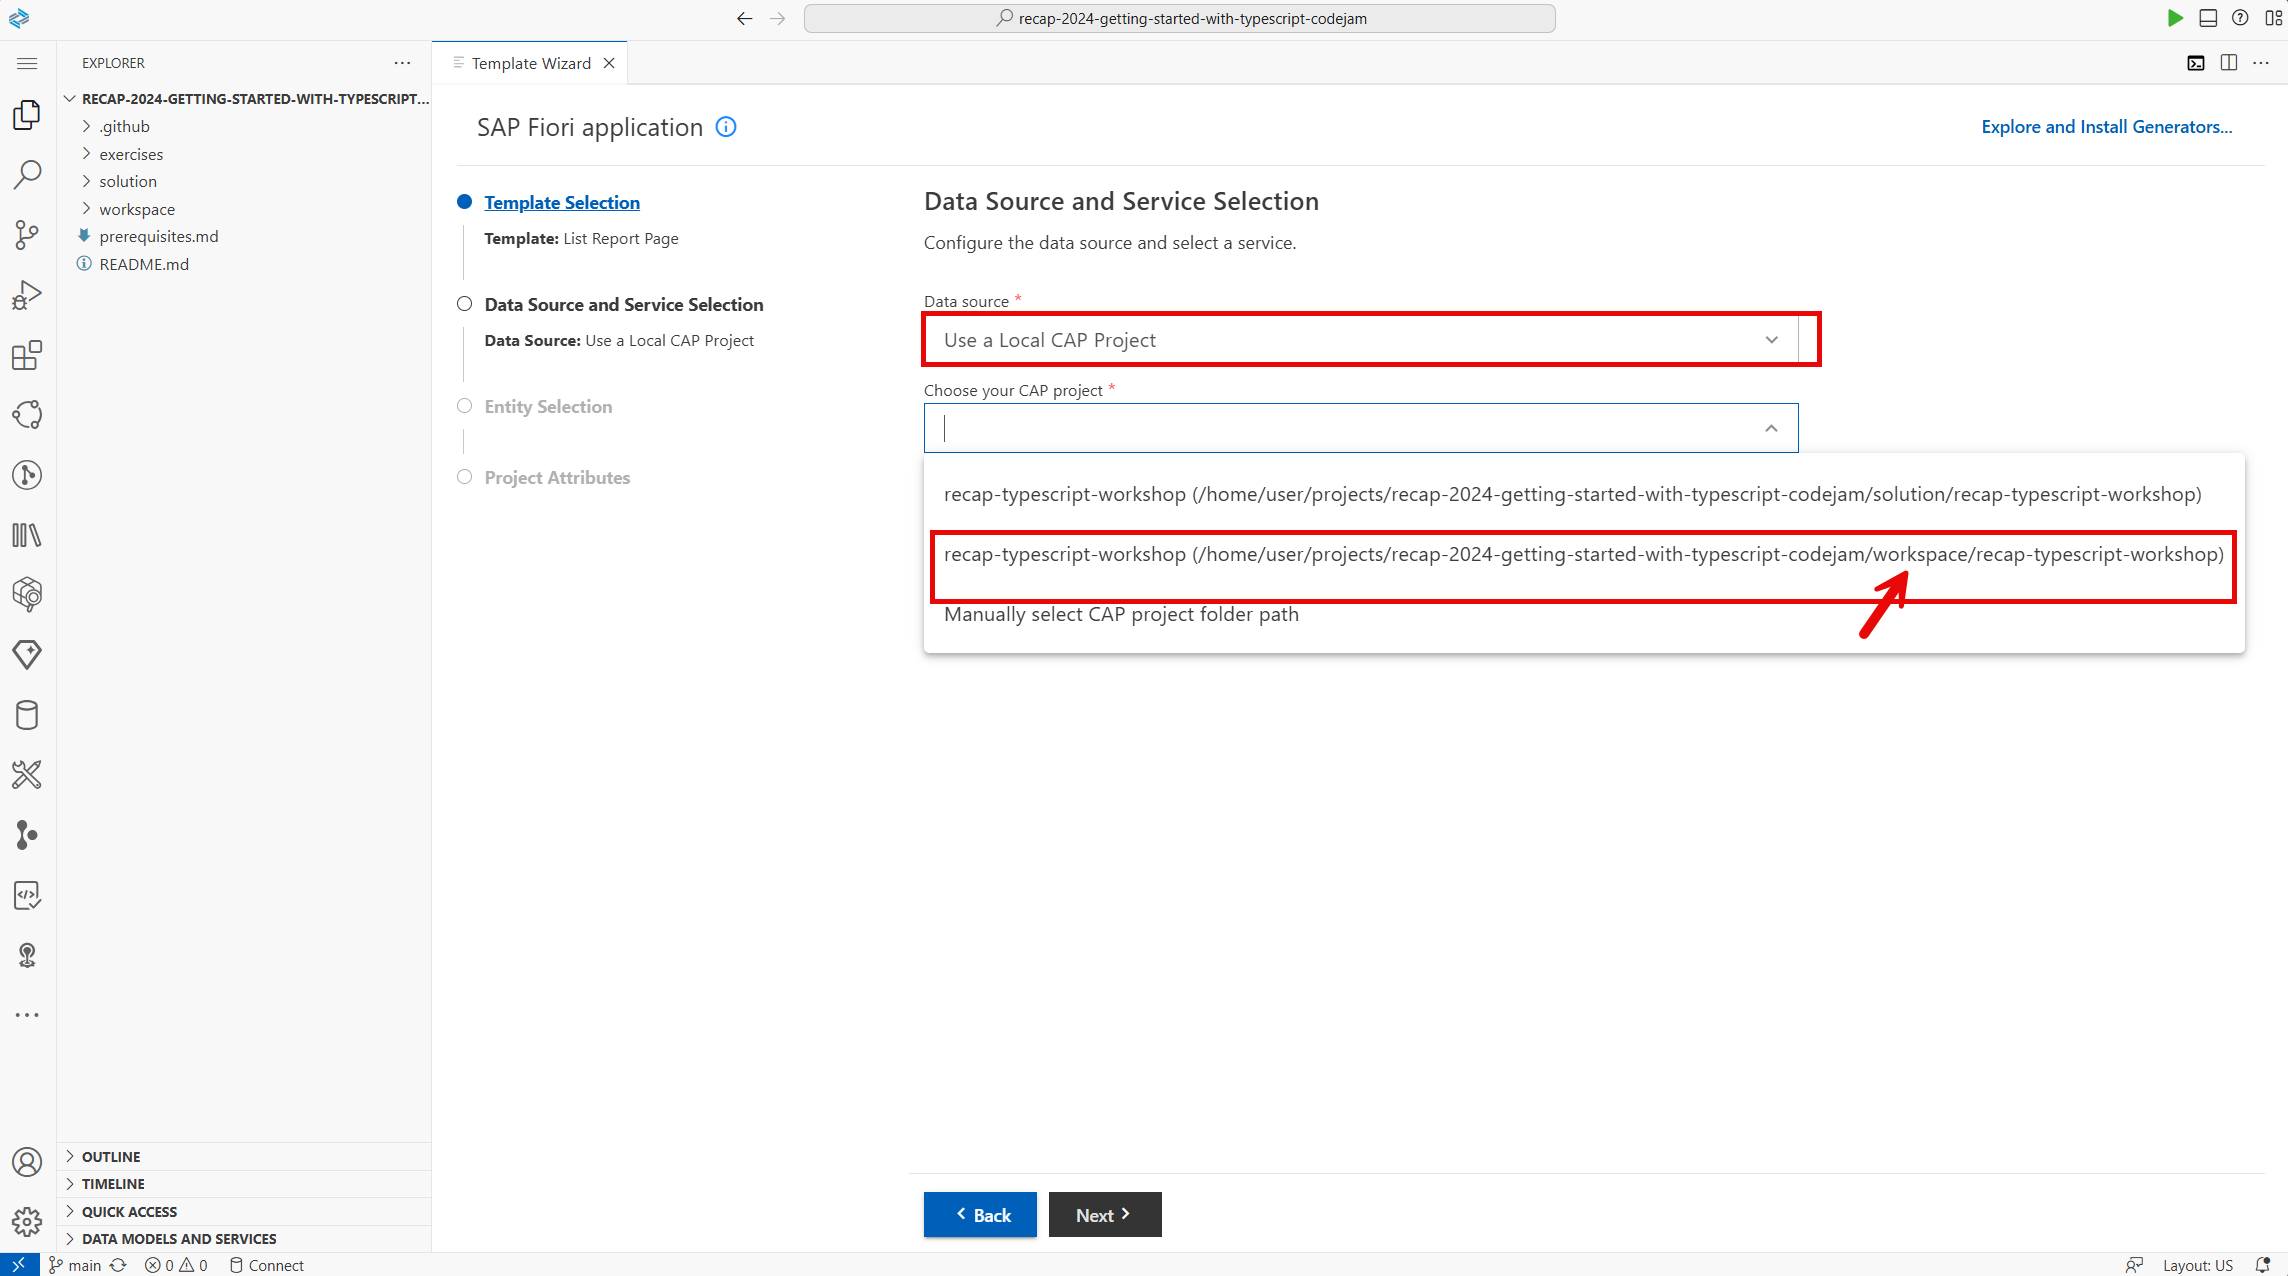 recap-2024-getting-started-with-typescript-codejam
EXPLORER
RECAP-2024-GETTING-STARTED-WITH-TYPESCRIPT...
.github
exercises
solution
workspace
prerequisites.md
README.md
Template Wizard
SAP Fiori application
Explore and Install Generators...
Template Selection
Template: List Report Page
Data Source and Service Selection
Data Source: Use a Local CAP Project
Entity Selection
Project Attributes
Data Source and Service Selection
Configure the data source and select a service.
Data source *
Use a Local CAP Project
Choose your CAP project *
recap-typescript-workshop (/home/user/projects/recap-2024-getting-started-with-typescript-codejam/solution/recap-typescript-workshop)
recap-typescript-workshop (/home/user/projects/recap-2024-getting-started-with-typescript-codejam/workspace/recap-typescript-workshop)
Manually select CAP project folder path
Back
Next
OUTLINE
TIMELINE
QUICK ACCESS
DATA MODELS AND SERVICES
main
0
0
Connect
Layout: US